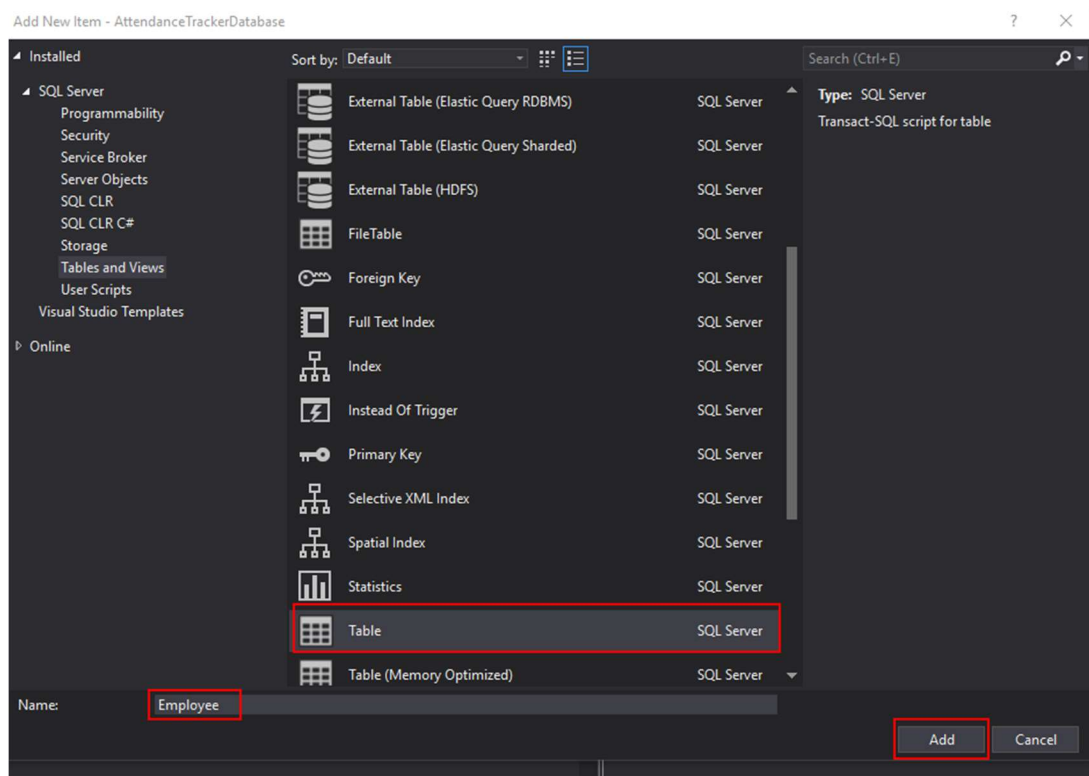 Add New Item - AttendanceTrackerDatabase
Installed
SQL Server
Programmability
Security
Service Broker
Server Objects
SQL CLR
SQL CLR C#
Storage
Tables and Views
User Scripts
Visual Studio Templates
Online
Sort by: Default
External Table (Elastic Query RDBMS) SQL Server
External Table (Elastic Query Sharded) SQL Server
External Table (HDFS) SQL Server
FileTable SQL Server
Foreign Key SQL Server
Full Text Index SQL Server
Index SQL Server
Instead Of Trigger SQL Server
Primary Key SQL Server
Selective XML Index SQL Server
Spatial Index SQL Server
Statistics SQL Server
Table SQL Server
Table (Memory Optimized) SQL Server
Search (Ctrl+E)
Type: SQL Server
Transact-SQL script for table
Name: Employee
Add Cancel